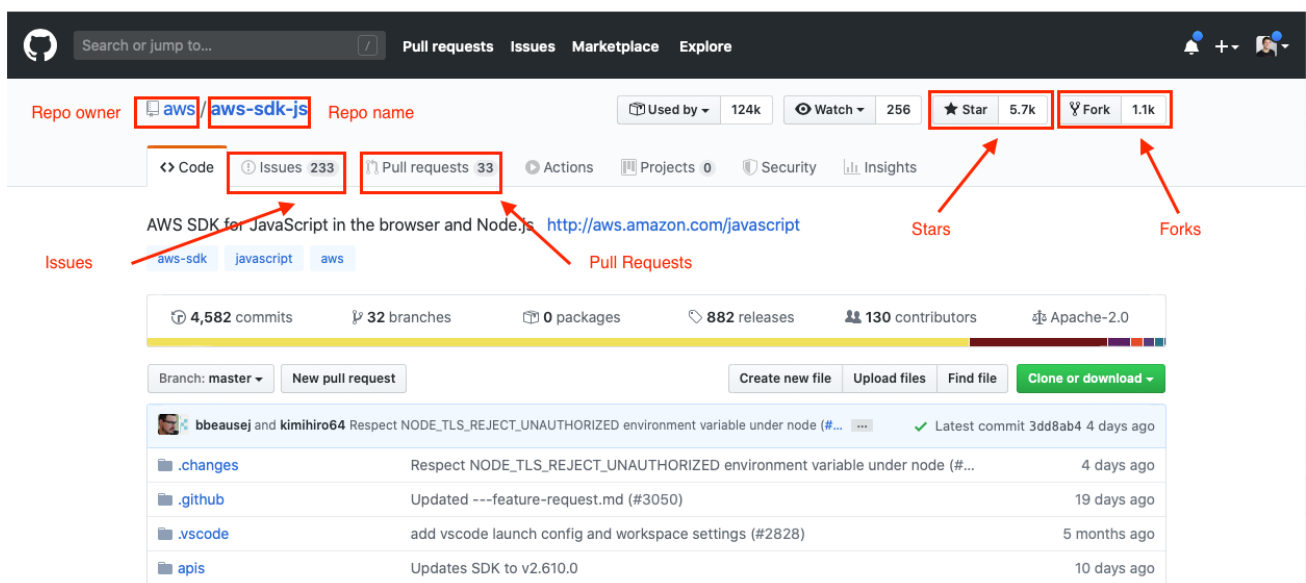 Search or jump to... / Pull requests Issues Marketplace Explore
Repo owner aws / aws-sdk-js Repo name Used by 124k Watch 256 Star 5.7k Fork 1.1k
Code Issues 233 Pull requests 33 Actions Projects 0 Security Insights
AWS SDK for JavaScript in the browser and Node.js http://aws.amazon.com/javascript
Stars Forks
Issues aws-sdk javascript aws Pull Requests
4,582 commits 32 branches 0 packages 882 releases 130 contributors Apache-2.0
Branch: master New pull request Create new file Upload files Find file Clone or download
bbeausej and kimihiro64 Respect NODE_TLS_REJECT_UNAUTHORIZED environment variable under node (#... ... Latest commit 3dd8ab4 4 days ago
.changes Respect NODE_TLS_REJECT_UNAUTHORIZED environment variable under node (#... 4 days ago
.github Updated ---feature-request.md (#3050) 19 days ago
.vscode add vscode launch config and workspace settings (#2828) 5 months ago
apis Updates SDK to v2.610.0 10 days ago